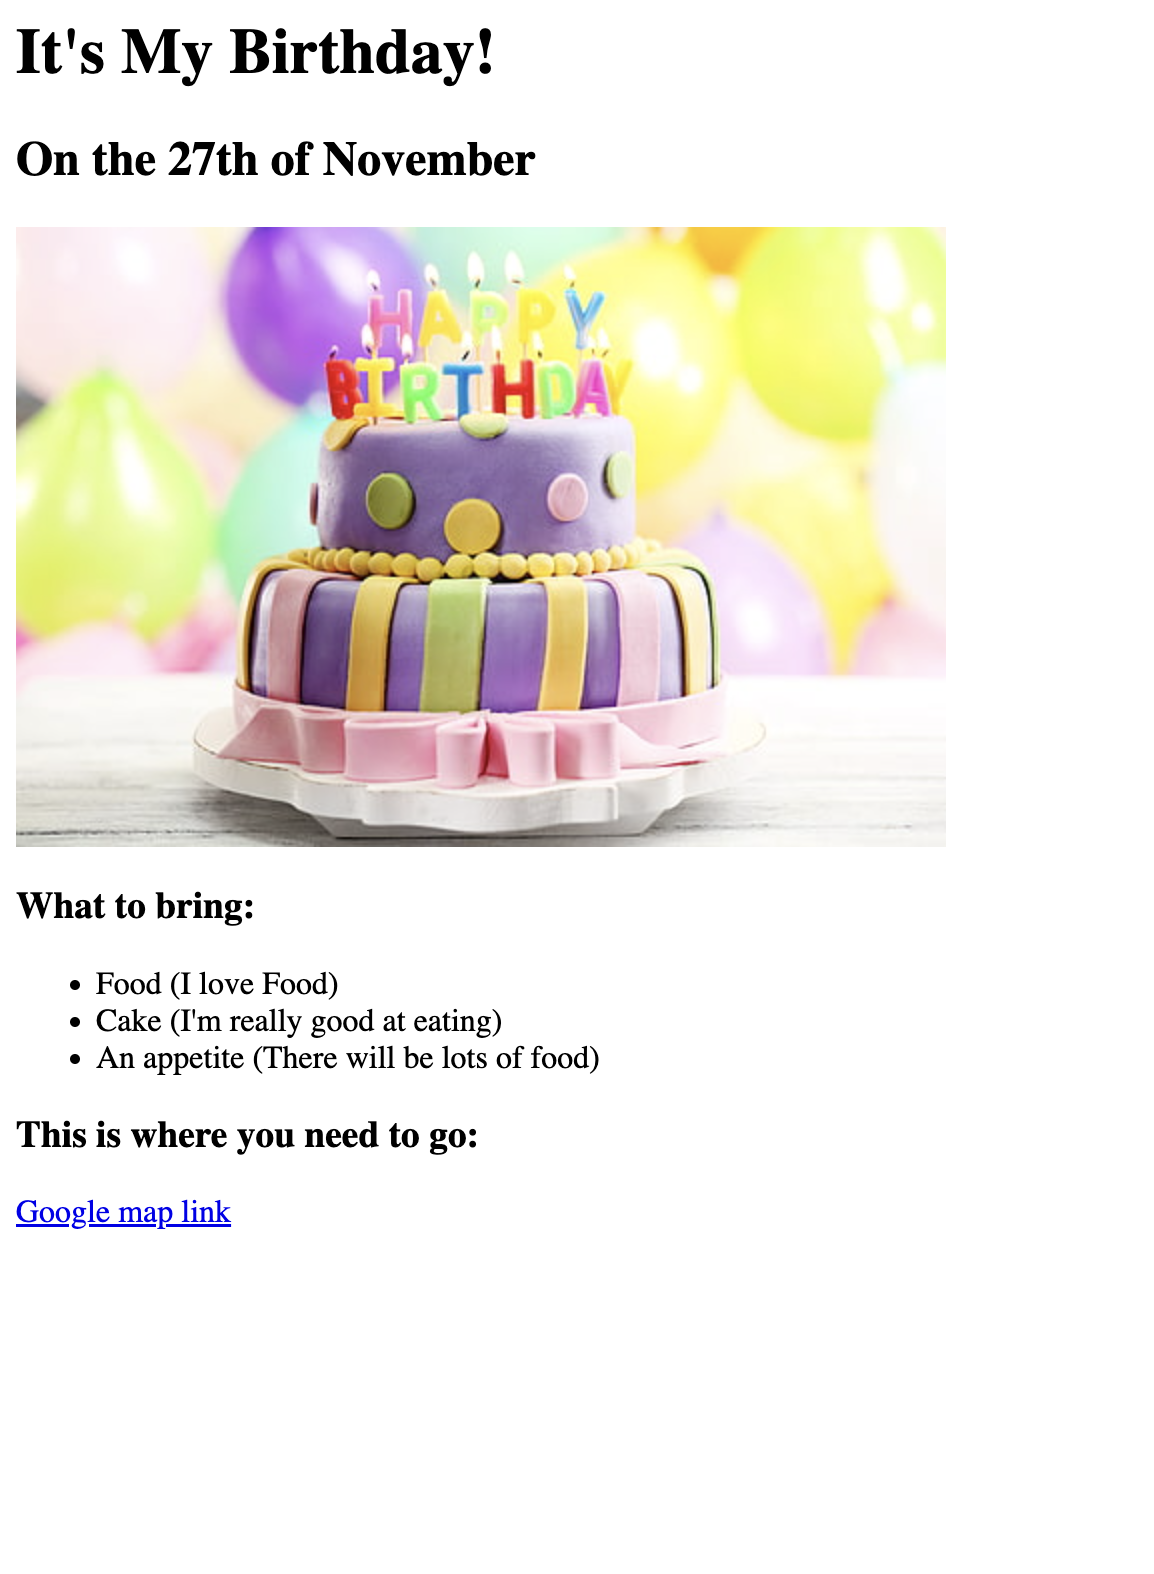 It's My Birthday!
On the 27th of November
HAPPY
BIRTHDAY
What to bring:
Food (I love Food)
Cake (I'm really good at eating)
An appetite (There will be lots of food)
This is where you need to go:
Google map link